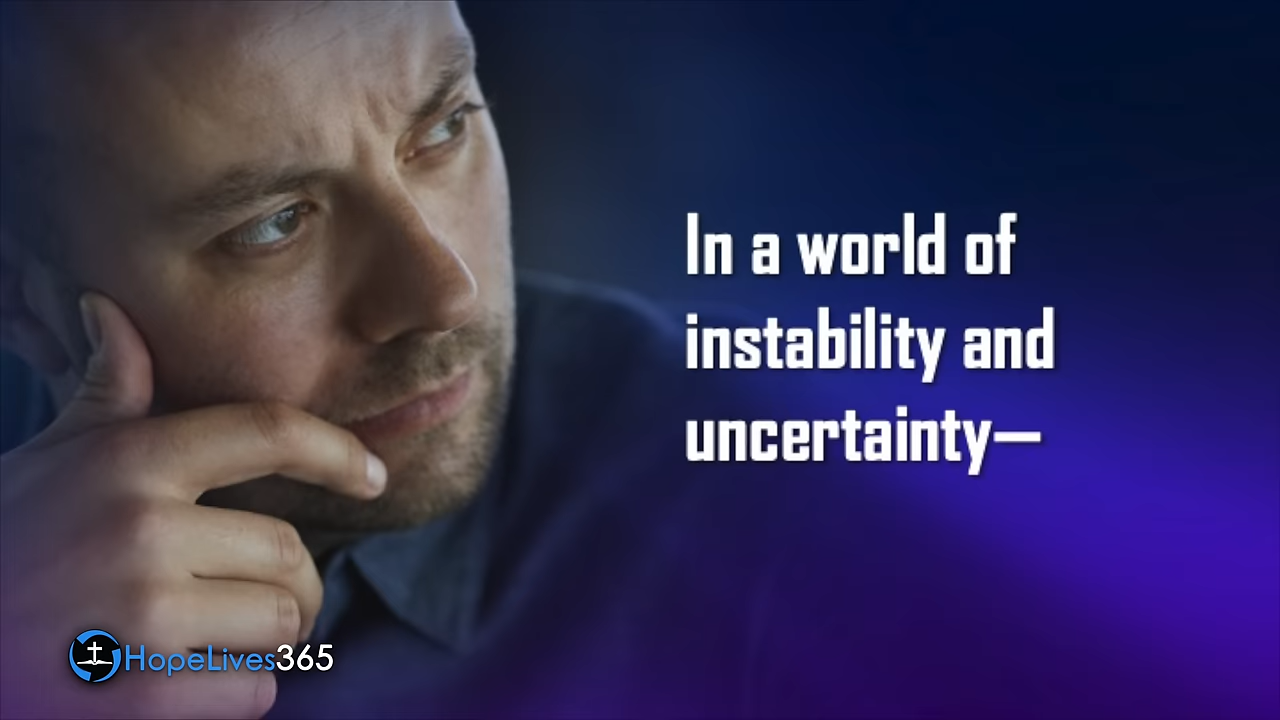 In a world of
instability and
uncertainty—
HopeLives365